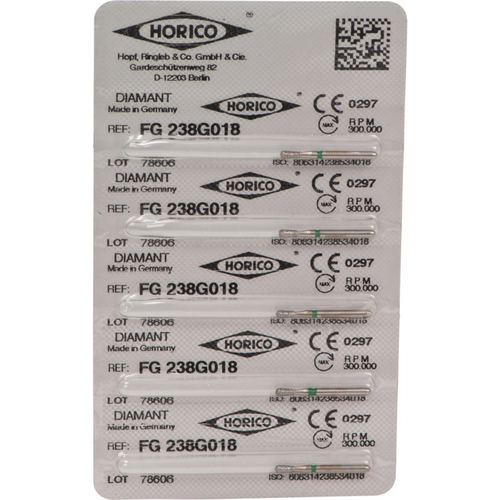 HORICO ®
Hopf, Ringleb & Co. GmbH & Cie.
Gardeschützenweg 82
D-12203 Berlin
DIAMANT HORICO ® CE 0297
Made in Germany
REF: FG 238G018 MAX RPM 300.000
LOT 78606 ISO: 806314238534018
DIAMANT HORICO ® CE 0297
Made in Germany
REF: FG 238G018 MAX RPM 300.000
LOT 78606 ISO: 806314238534018
DIAMANT HORICO ® CE 0297
Made in Germany
REF: FG 238G018 MAX RPM 300.000
LOT 78606 ISO: 806314238534018
DIAMANT HORICO ® CE 0297
Made in Germany
REF: FG 238G018 MAX RPM 300.000
LOT 78606 ISO: 806314238534018
DIAMANT HORICO ® CE 0297
Made in Germany
REF: FG 238G018 MAX RPM 300.000
LOT 78606 ISO: 806314238534018